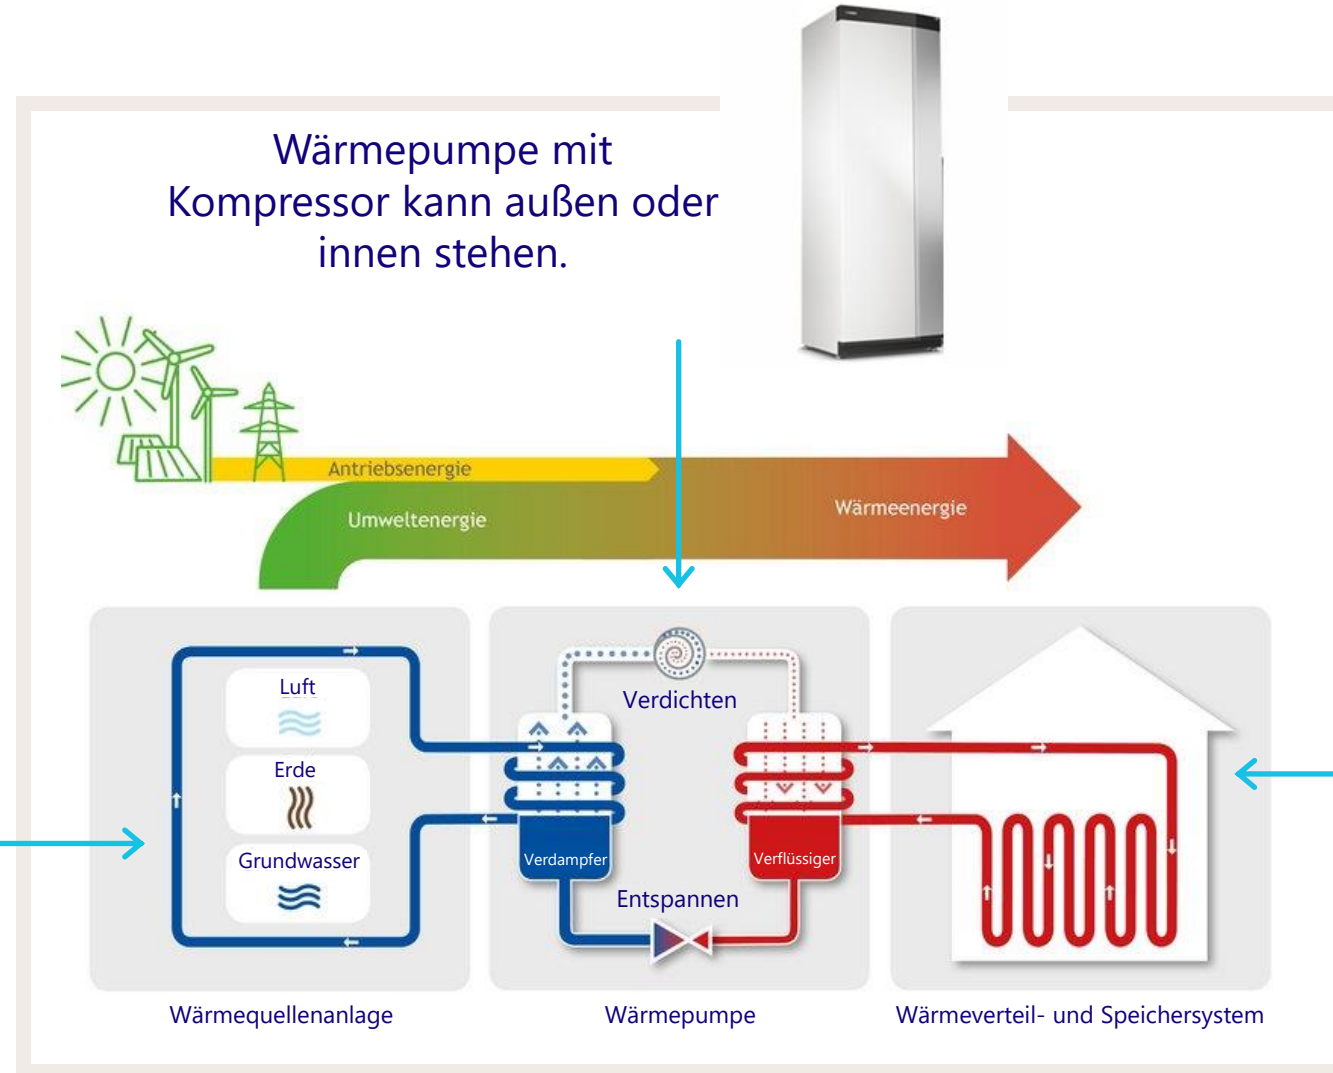 Wärmepumpe mit
Kompressor kann außen oder
innen stehen.
Antriebsenergie
Umweltenergie
Wärmeenergie
Luft
Erde
Grundwasser
Verdichten
Verdampfer
Verflüssiger
Entspannen
Wärmequellenanlage
Wärmepumpe
Wärmeverteil- und Speichersystem